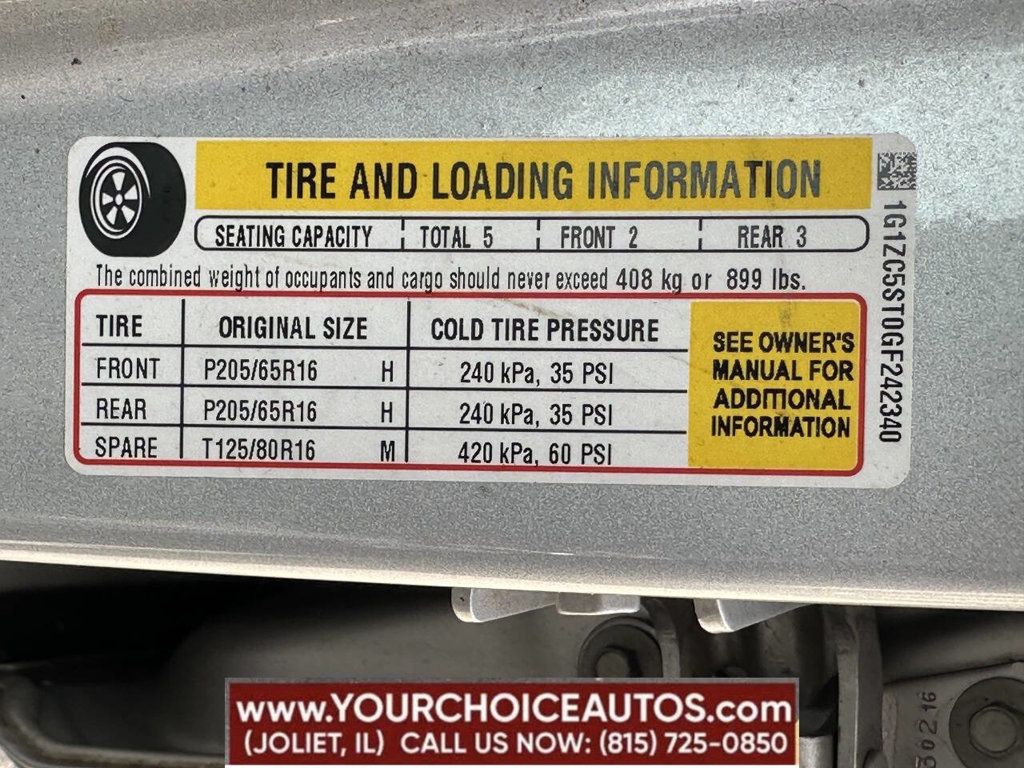 TIRE AND LOADING INFORMATION
SEATING CAPACITY TOTAL 5 FRONT 2 REAR 3
The combined weight of occupants and cargo should never exceed 408 kg or 899 lbs.
TIRE ORIGINAL SIZE COLD TIRE PRESSURE
FRONT P205/65R16 H 240 kPa, 35 PSI
REAR P205/65R16 H 240 kPa, 35 PSI
SPARE T125/80R16 M 420 kPa, 60 PSI
SEE OWNER'S
MANUAL FOR
ADDITIONAL
INFORMATION
1G1ZC5ST0GF242340
www.YOURCHOICEAUTOS.com
(JOLIET, IL) CALL US NOW: (815) 725-0850